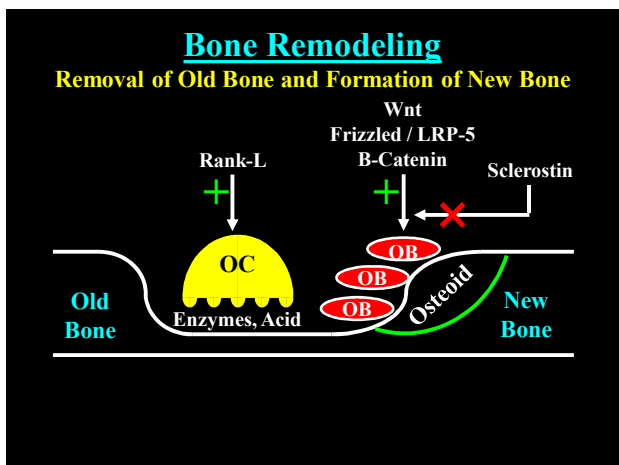 Bone Remodeling
Removal of Old Bone and Formation of New Bone
Wnt
Frizzled / LRP-5
Β-Catenin
Rank-L
Sclerostin
+
+
OC
OB
OB
OB
Enzymes, Acid
Old
Bone
Osteoid
New
Bone